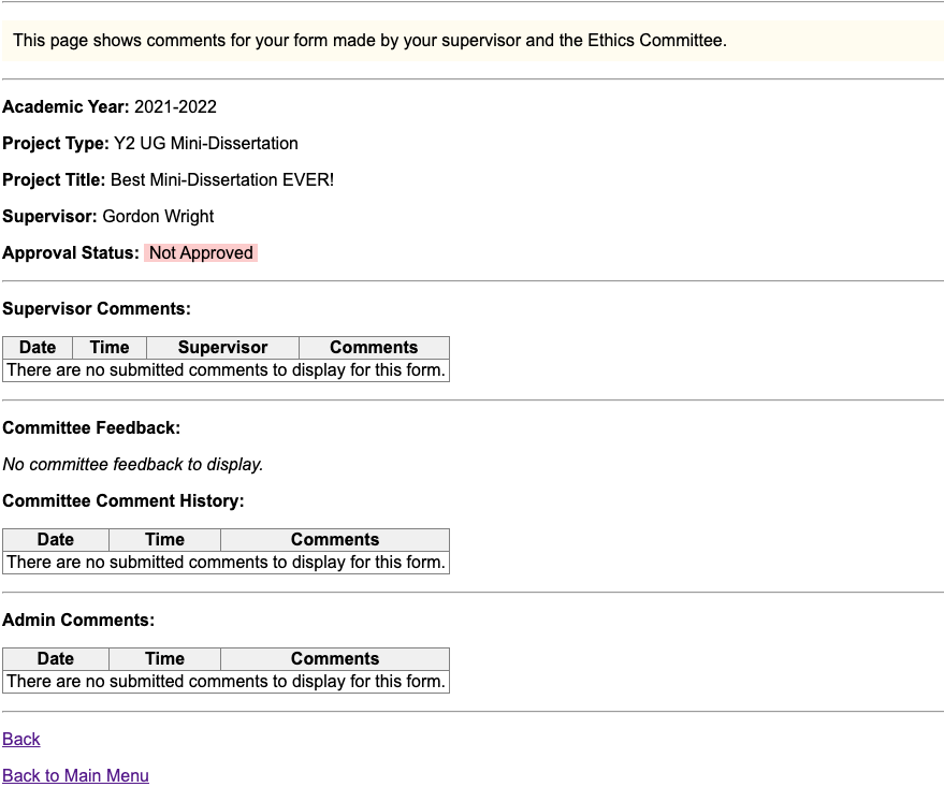 This page shows comments for your form made by your supervisor and the Ethics Committee.
Academic Year: 2021-2022
Project Type: Y2 UG Mini-Dissertation
Project Title: Best Mini-Dissertation EVER!
Supervisor: Gordon Wright
Approval Status: Not Approved
Supervisor Comments:
Date Time Supervisor Comments
There are no submitted comments to display for this form.
Committee Feedback:
No committee feedback to display.
Committee Comment History:
Date Time Comments
There are no submitted comments to display for this form.
Admin Comments:
Date Time Comments
There are no submitted comments to display for this form.
Back
Back to Main Menu